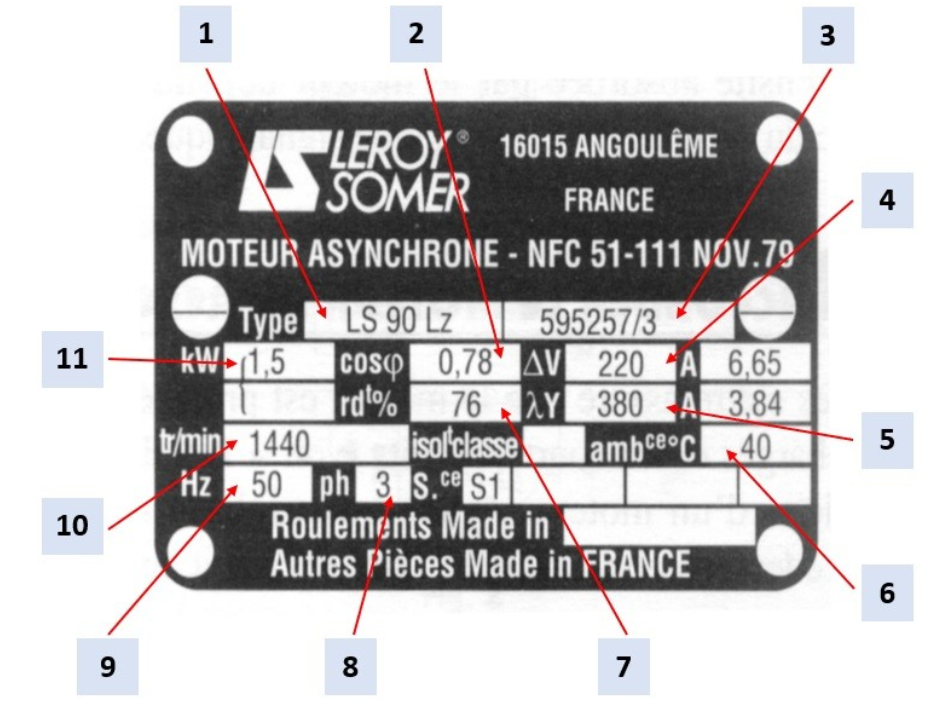 1 2 3
LEROY® 16015 ANGOULÊME
SOMER FRANCE
4
MOTEUR ASYNCHRONE - NFC 51-111 NOV.79
Type LS 90 Lz 595257/3
11 kW 1,5 cosφ 0,78 ΔV 220 A 6,65
rdto% 76 λY 380 A 3,84
5
tr/min 1440 isoltclasse ambce°C 40
Hz 50 ph 3 S.ce S1
10
Roulements Made in
Autres Pièces Made in FRANCE
6
9 8 7